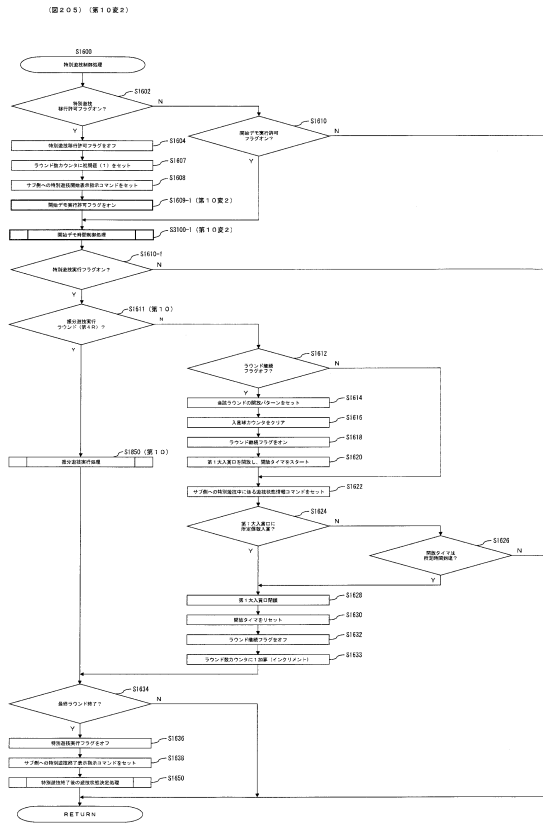 （図２０５）（第１０変２）
S1600
特別遊技制御処理
S1602
特別遊技
移行許可フラグオン？
N
Y
S1610
開始デモ実行許可
フラグオン？
N
Y
特別遊技移行許可フラグをオフ
S1604
ラウンド数カウンタに初期値（１）をセット
S1607
サブ側への特別遊技開始表示指示コマンドをセット
S1608
開始デモ実行許可フラグをオン
S1609-1（第１０変２）
開始デモ時間制御処理
S3100-1（第１０変２）
S1610-f
特別遊技実行フラグオン？
N
Y
S1611（第１０）
振分遊技実行
ラウンド（第４Ｒ）？
N
Y
S1612
ラウンド継続
フラグオフ？
N
Y
当該ラウンドの開放パターンをセット
S1614
入賞球カウンタをクリア
S1616
ラウンド継続フラグをオン
S1618
第１大入賞口を開放し、開放タイマをスタート
S1620
S1850（第１０）
振分遊技実行処理
サブ側への特別遊技中に係る遊技状態情報コマンドをセット
S1622
S1624
第１大入賞口に
所定個数入賞？
N
Y
S1626
開放タイマは
所定時間到達？
N
Y
第１大入賞口閉鎖
S1628
開放タイマをリセット
S1630
ラウンド継続フラグをオフ
S1632
ラウンド数カウンタに１加算（インクリメント）
S1633
S1634
最終ラウンド終了？
N
Y
特別遊技実行フラグをオフ
S1636
サブ側への特別遊技終了表示指示コマンドをセット
S1638
特別遊技終了後の遊技状態決定処理
S1650
ＲＥＴＵＲＮ